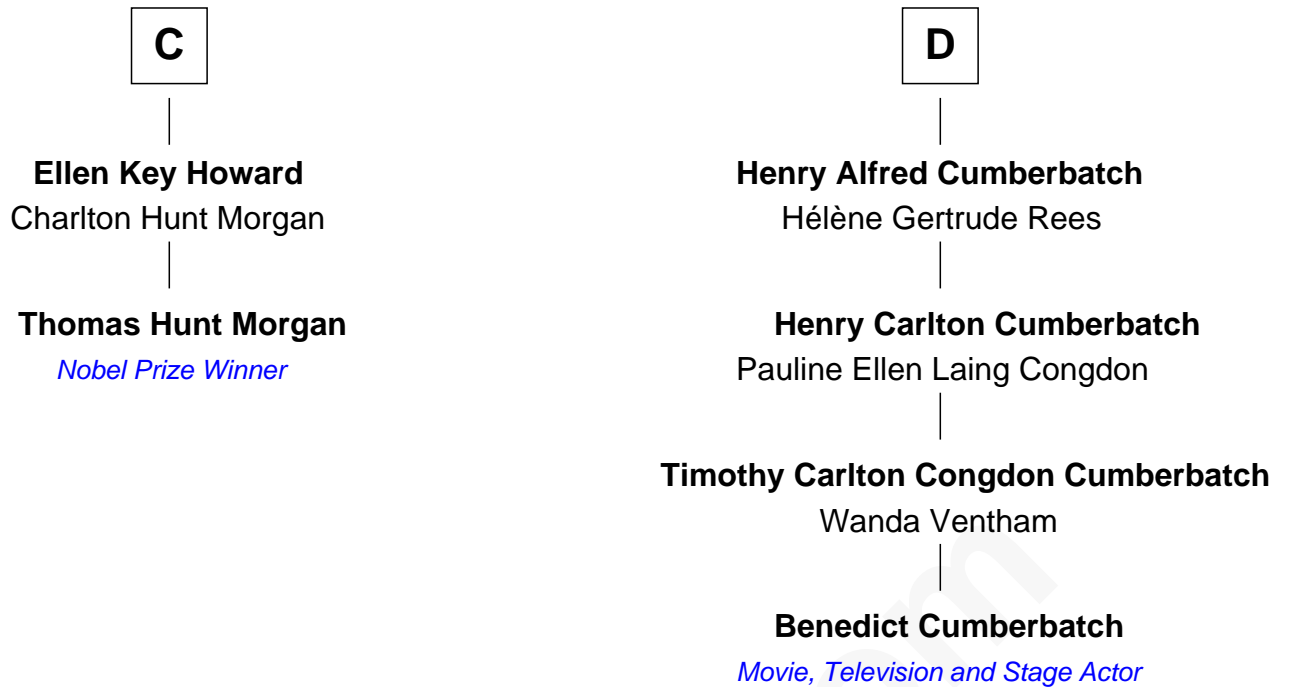 C
Ellen Key Howard
Charlton Hunt Morgan
Thomas Hunt Morgan
Nobel Prize Winner
D
Henry Alfred Cumberbatch
Hélène Gertrude Rees
Henry Carlton Cumberbatch
Pauline Ellen Laing Congdon
Timothy Carlton Congdon Cumberbatch
Wanda Ventham
Benedict Cumberbatch
Movie, Television and Stage Actor